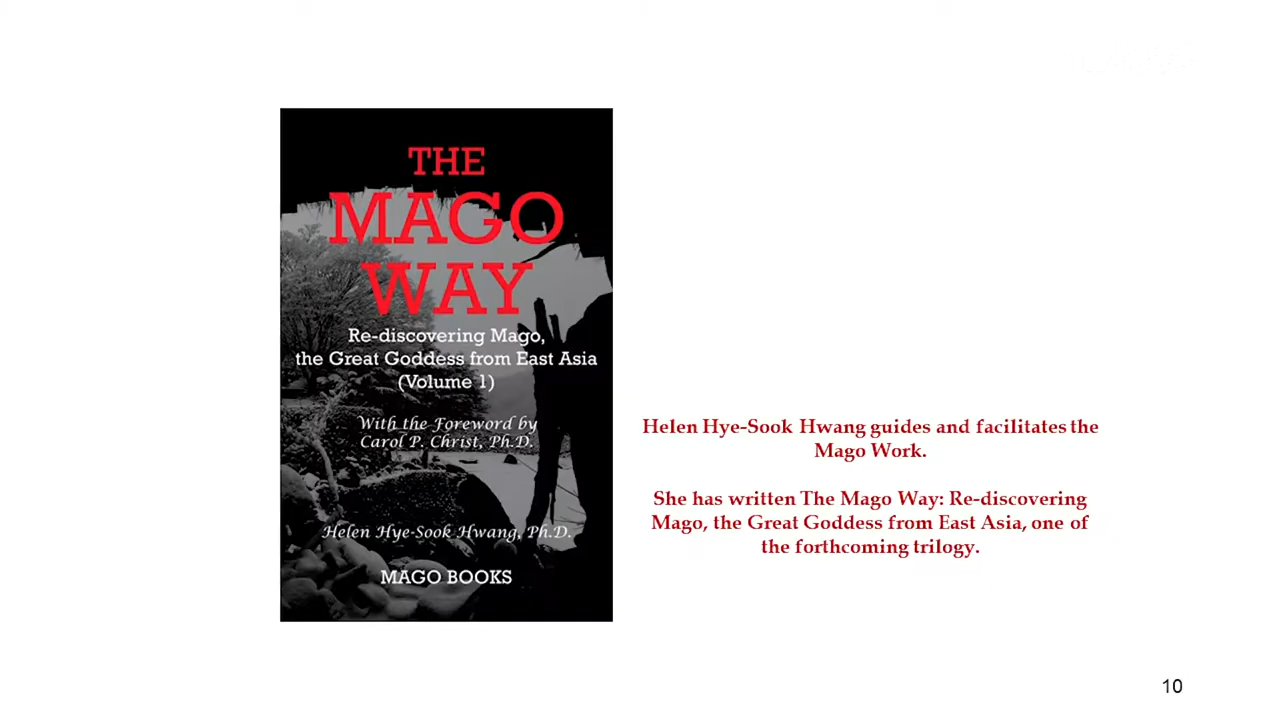 THE
MAGO
WAY
Re-discovering Mago,
the Great Goddess from East Asia
(Volume 1)
With the Foreword by
Carol P. Christ, Ph.D.
Helen Hye-Sook Hwang, Ph.D.
MAGO BOOKS
Helen Hye-Sook Hwang guides and facilitates the
Mago Work.
She has written The Mago Way: Re-discovering
Mago, the Great Goddess from East Asia, one of
the forthcoming trilogy.
10